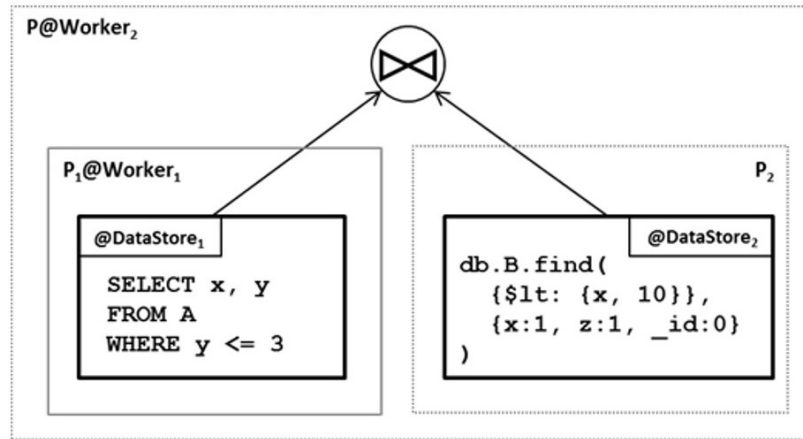 P@Worker₂
P₁@Worker₁
P₂
@DataStore₁
@DataStore₂
SELECT x, y
FROM A
WHERE y <= 3
db.B.find(
{$lt: {x, 10}},
{x:1, z:1, _id:0}
)